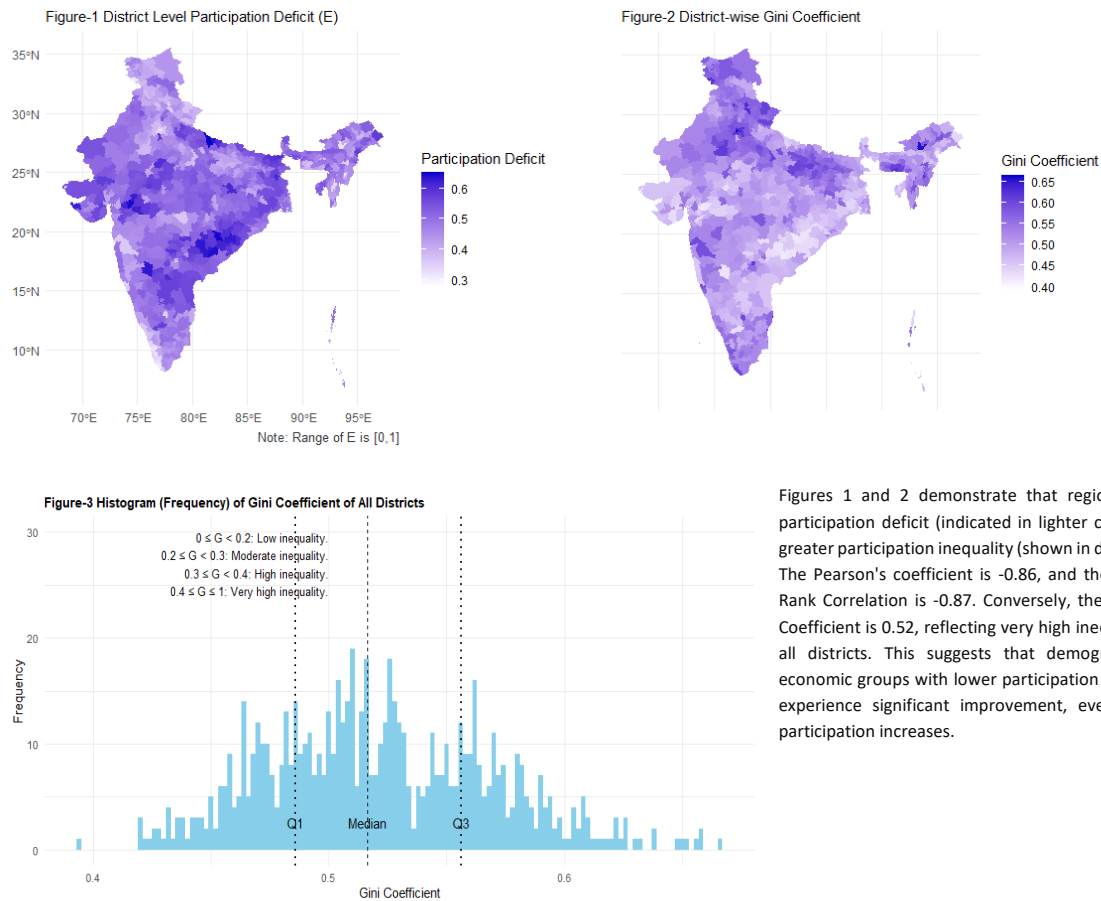 Figure-1 District Level Participation Deficit (E)
35°N
30°N
25°N
20°N
15°N
10°N
70°E 75°E 80°E 85°E 90°E 95°E
Note: Range of E is [0,1]
Participation Deficit
0.6
0.5
0.4
0.3
Figure-2 District-wise Gini Coefficient
Gini Coefficient
0.65
0.60
0.55
0.50
0.45
0.40
Figure-3 Histogram (Frequency) of Gini Coefficient of All Districts
0 ≤ G < 0.2: Low inequality.
0.2 ≤ G < 0.3: Moderate inequality.
0.3 ≤ G < 0.4: High inequality.
0.4 ≤ G ≤ 1: Very high inequality.
Frequency
30
20
10
0
Q1 Median Q3
0.4 0.5 0.6
Gini Coefficient
Figures 1 and 2 demonstrate that regio
participation deficit (indicated in lighter c
greater participation inequality (shown in d
The Pearson's coefficient is -0.86, and the
Rank Correlation is -0.87. Conversely, the
Coefficient is 0.52, reflecting very high ine
all districts. This suggests that demog
economic groups with lower participation
experience significant improvement, eve
participation increases.